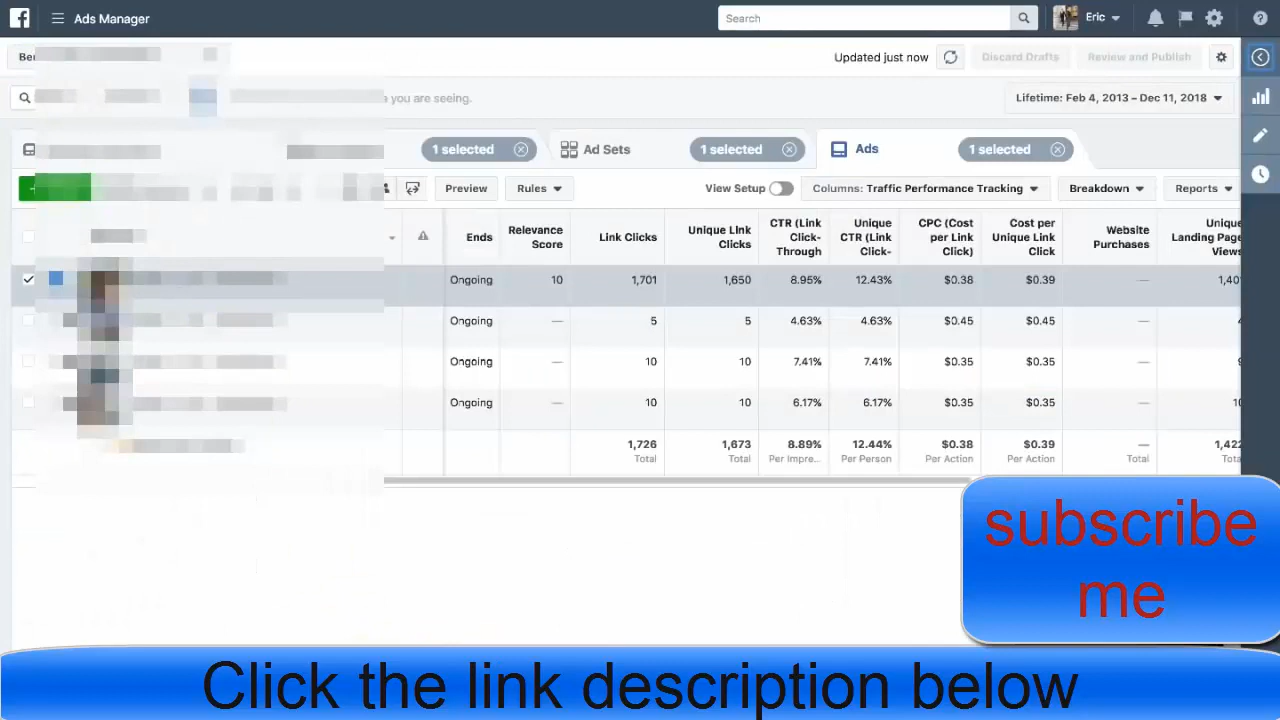 Ads Manager
Search
Eric
Updated just now
Discard Drafts
Review and Publish
you are seeing.
Lifetime: Feb 4, 2013 – Dec 11, 2018
1 selected
Ad Sets
1 selected
Ads
1 selected
Preview
Rules
View Setup
Columns: Traffic Performance Tracking
Breakdown
Reports
Ends Relevance Score Link Clicks Unique Link Clicks CTR (Link Click-Through Unique CTR (Link Click- CPC (Cost per Link Click) Cost per Unique Link Click Website Purchases Unique Landing Page Views
Ongoing 10 1,701 1,650 8.95% 12.43% $0.38 $0.39 —
Ongoing — 5 5 4.63% 4.63% $0.45 $0.45 —
Ongoing — 10 10 7.41% 7.41% $0.35 $0.35 —
Ongoing — 10 10 6.17% 6.17% $0.35 $0.35 — 10
1,726 1,673 8.89% 12.44% $0.38 $0.39 — 1,422
Total Total Per Impre... Per Person Per Action Per Action Total Total
subscribe
me
Click the link description below